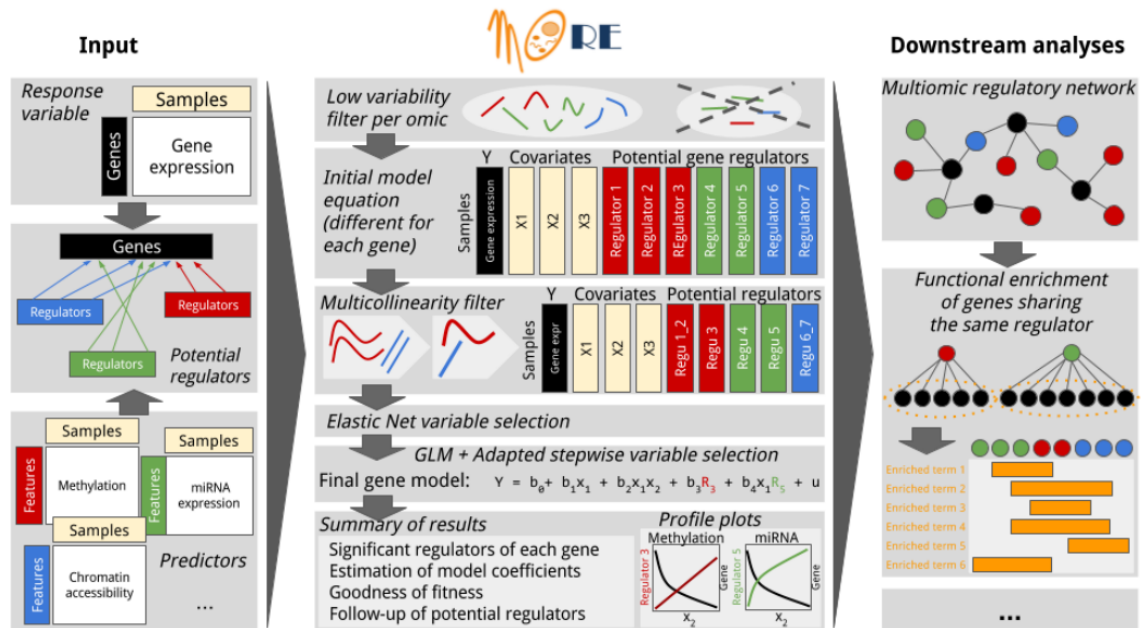 Input
Response
variable
Samples
Genes
Gene
expression
Genes
Regulators
Regulators
Regulators
Potential
regulators
Samples
Features
Methylation
Samples
Features
miRNA
expression
Samples
Features
Chromatin
accessibility
Predictors
...
MORE
Low variability
filter per omic
Initial model
equation
(different for
each gene)
Y Covariates Potential gene regulators
Samples
Gene expression
X1
X2
X3
Regulator 1
Regulator 2
REgulator 3
Regulator 4
Regulator 5
Regulator 6
Regulator 7
Multicollinearity filter
Y Covariates Potential regulators
Samples
Gene expr
X1
X2
X3
Regu 1_2
Regu 3
Regu 4
Regu 5
Regu 6_7
Elastic Net variable selection
GLM + Adapted stepwise variable selection
Final gene model: Y = b₀+ b₁x₁ + b₂x₁x₂ + b₃R₃ + b₄x₁R₅ + u
Summary of results
Significant regulators of each gene
Estimation of model coefficients
Goodness of fitness
Follow-up of potential regulators
Profile plots
Methylation
Regulator 3
Gene
x₂
miRNA
Regulator 5
Gene
x₂
Downstream analyses
Multiomic regulatory network
Functional enrichment
of genes sharing
the same regulator
Enriched term 1
Enriched term 2
Enriched term 3
Enriched term 4
Enriched term 5
Enriched term 6
...